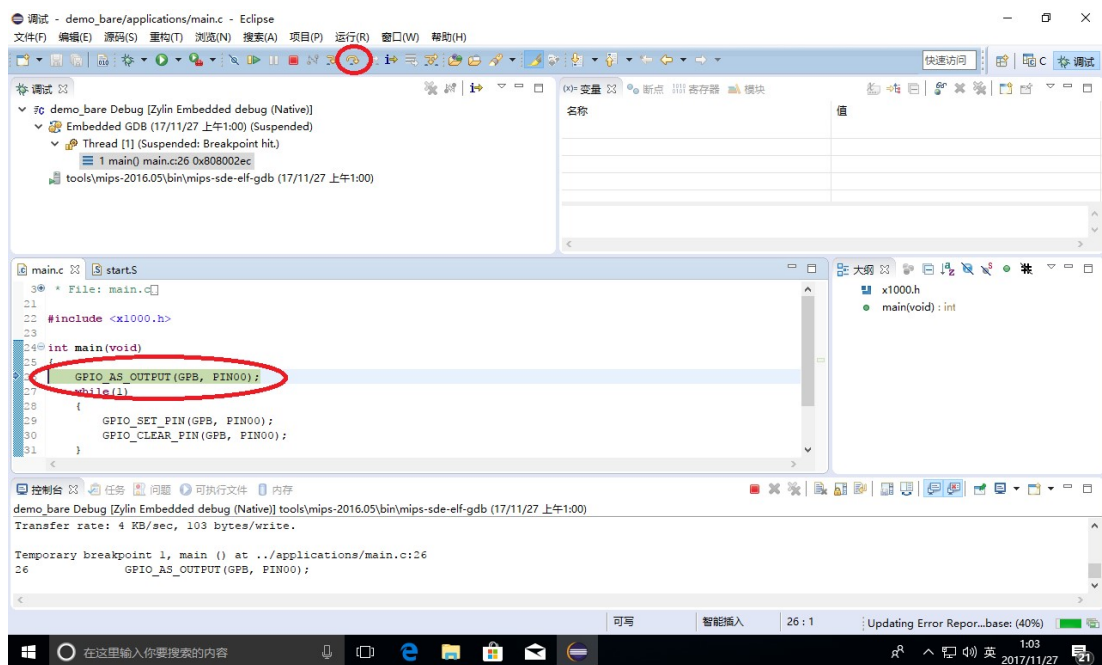 调试 - demo_bare/applications/main.c - Eclipse
文件(F) 编辑(E) 源码(S) 重构(T) 浏览(N) 搜索(A) 项目(P) 运行(R) 窗口(W) 帮助(H)
快速访问 C 调试
调试
demo_bare Debug [Zylin Embedded debug (Native)]
Embedded GDB (17/11/27 上午1:00) (Suspended)
Thread [1] (Suspended: Breakpoint hit.)
1 main() main.c:26 0x808002ec
tools\mips-2016.05\bin\mips-sde-elf-gdb (17/11/27 上午1:00)
(x)= 变量 断点 寄存器 模块
名称 值
main.c start.S
3 * File: main.c
21
22 #include <x1000.h>
23
24 int main(void)
25 {
GPIO_AS_OUTPUT(GPB, PIN00);
27 while(1)
28 {
29 GPIO_SET_PIN(GPB, PIN00);
30 GPIO_CLEAR_PIN(GPB, PIN00);
31 }
大纲
x1000.h
main(void) : int
控制台 任务 问题 可执行文件 内存
demo_bare Debug [Zylin Embedded debug (Native)] tools\mips-2016.05\bin\mips-sde-elf-gdb (17/11/27 上午1:00)
Transfer rate: 4 KB/sec, 103 bytes/write.
Temporary breakpoint 1, main () at ../applications/main.c:26
26 GPIO_AS_OUTPUT(GPB, PIN00);
可写 智能插入 26 : 1 Updating Error Repor...base: (40%)
在这里输入你要搜索的内容
英 1:03
2017/11/27
21